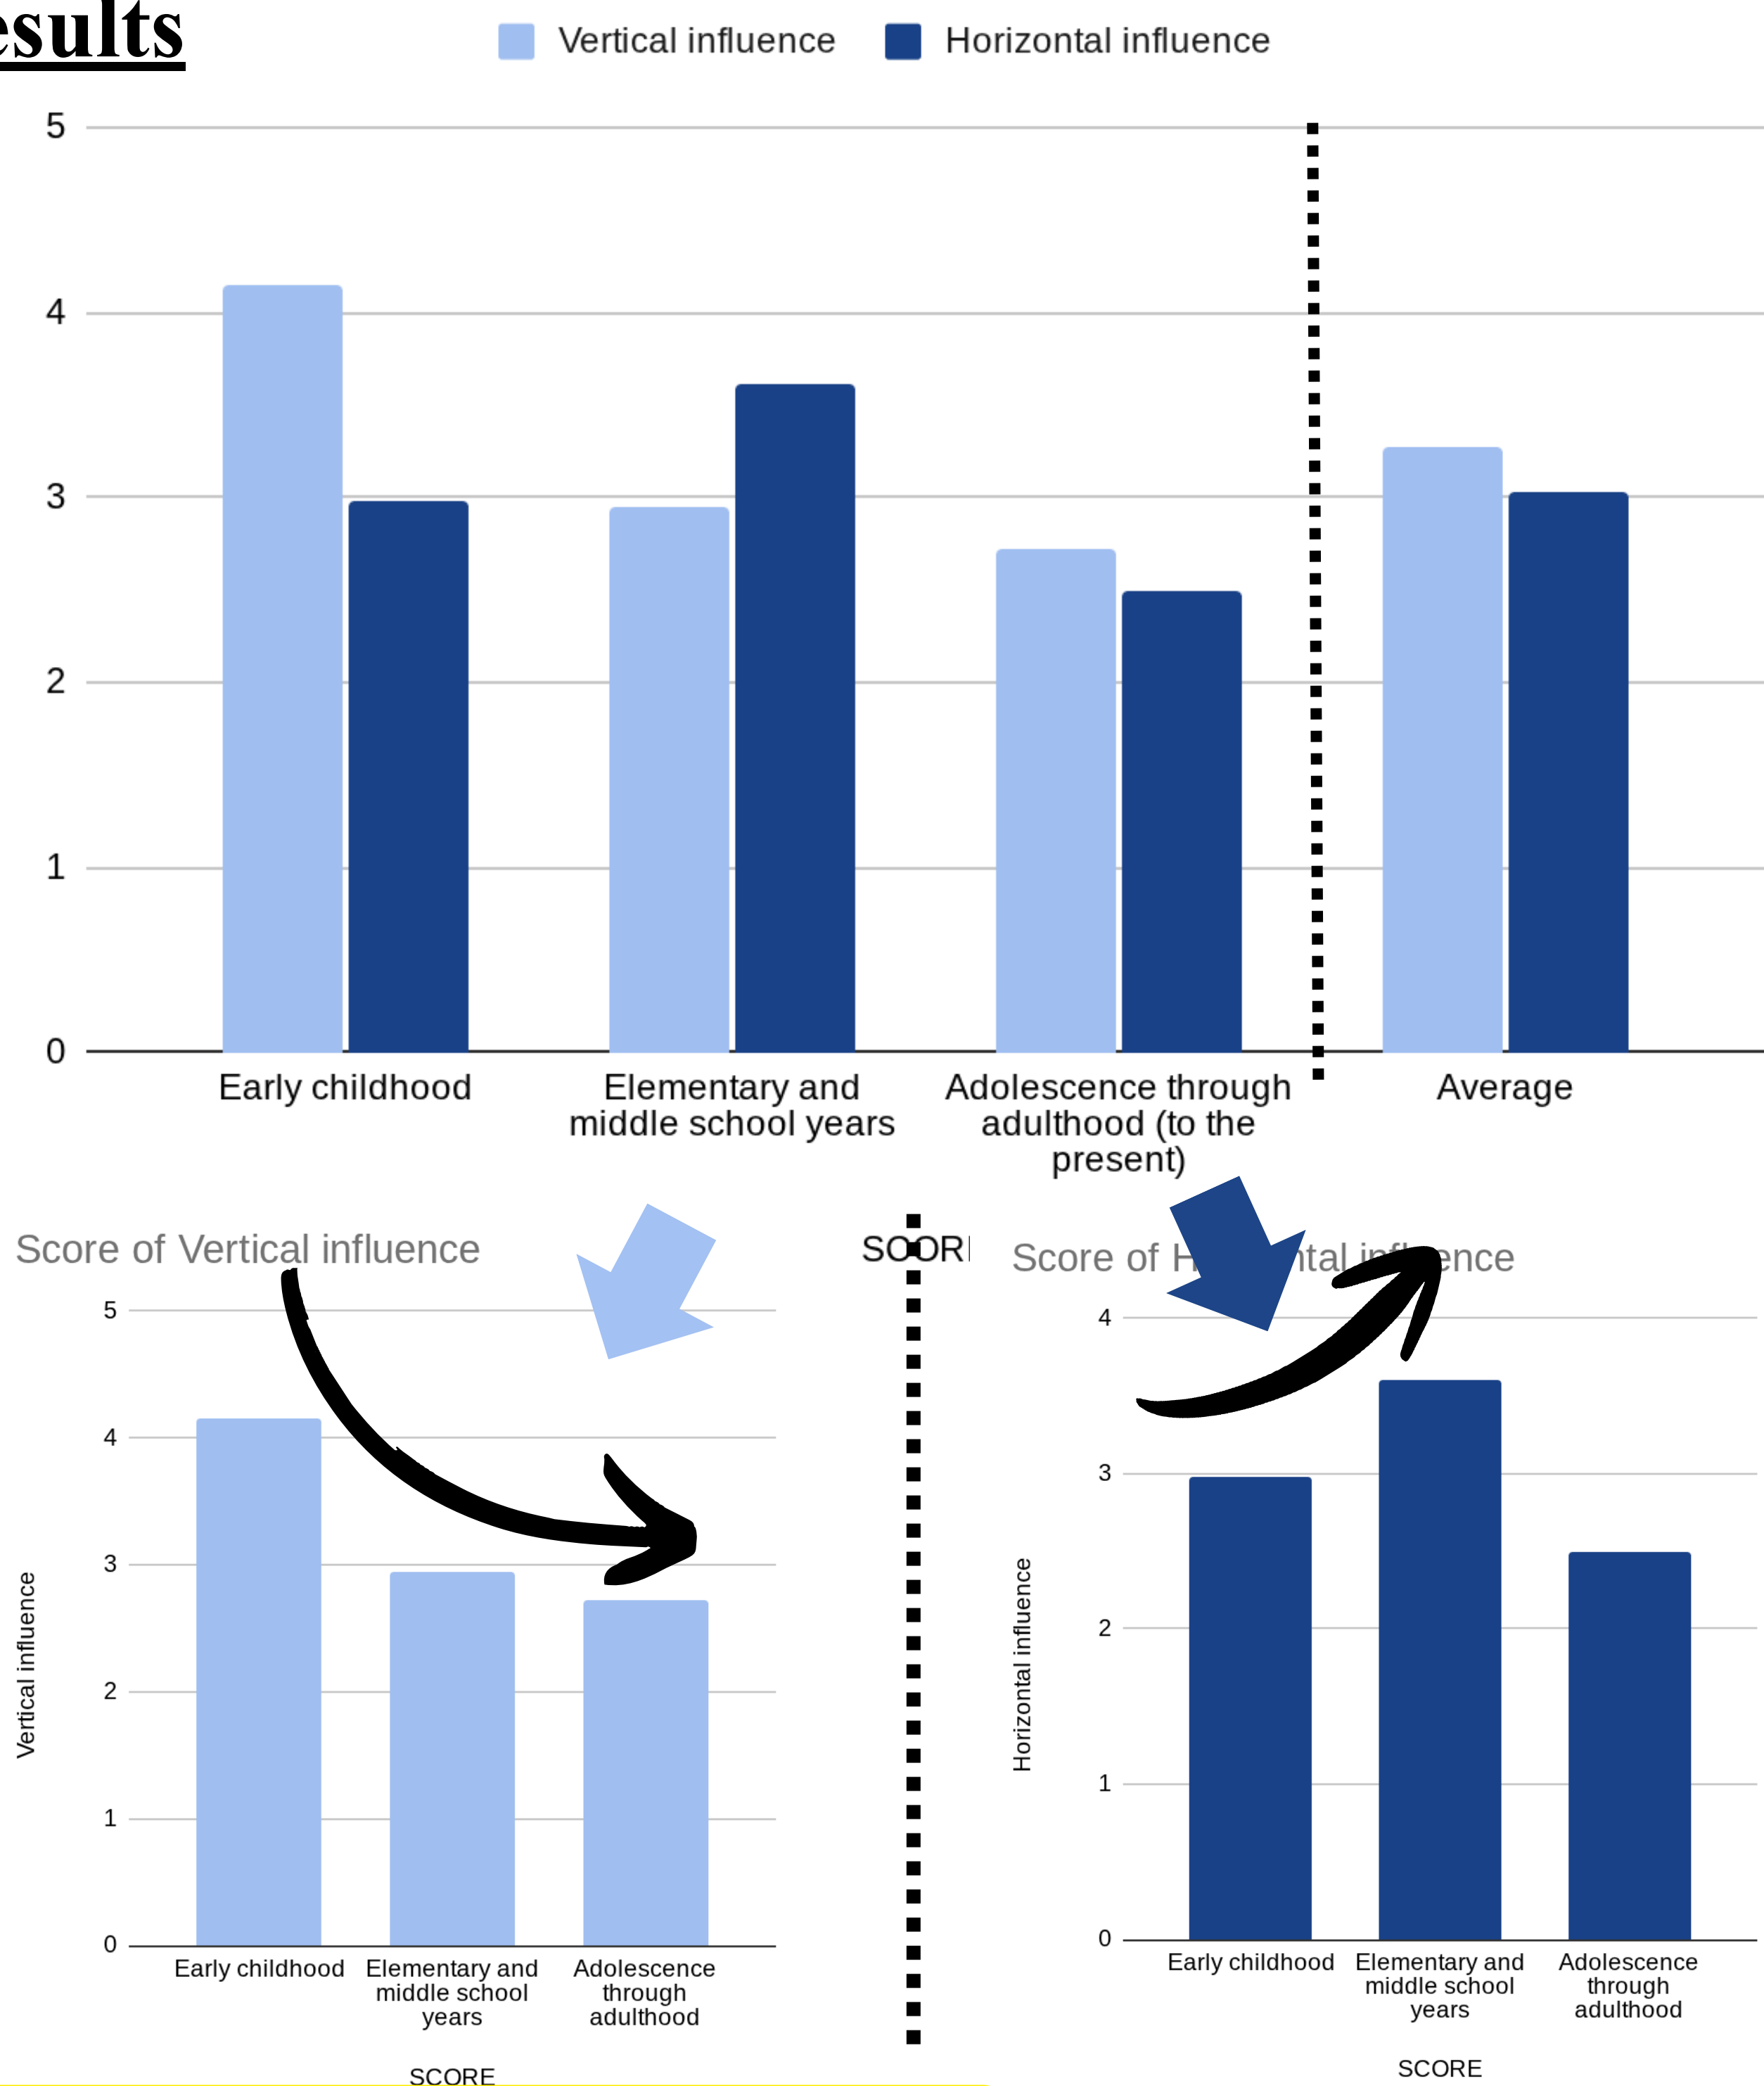 esults
Vertical influence
Horizontal influence
5
4
3
2
1
0
Early childhood
Elementary and
middle school years
Adolescence through
adulthood (to the
present)
Average
Score of Vertical influence
5
4
3
2
1
0
Vertical influence
Early childhood
Elementary and
middle school
years
Adolescence
through
adulthood
SCORE
Score of influence
4
3
2
1
0
Horizontal influence
Early childhood
Elementary and
middle school
years
Adolescence
through
adulthood
SCORE